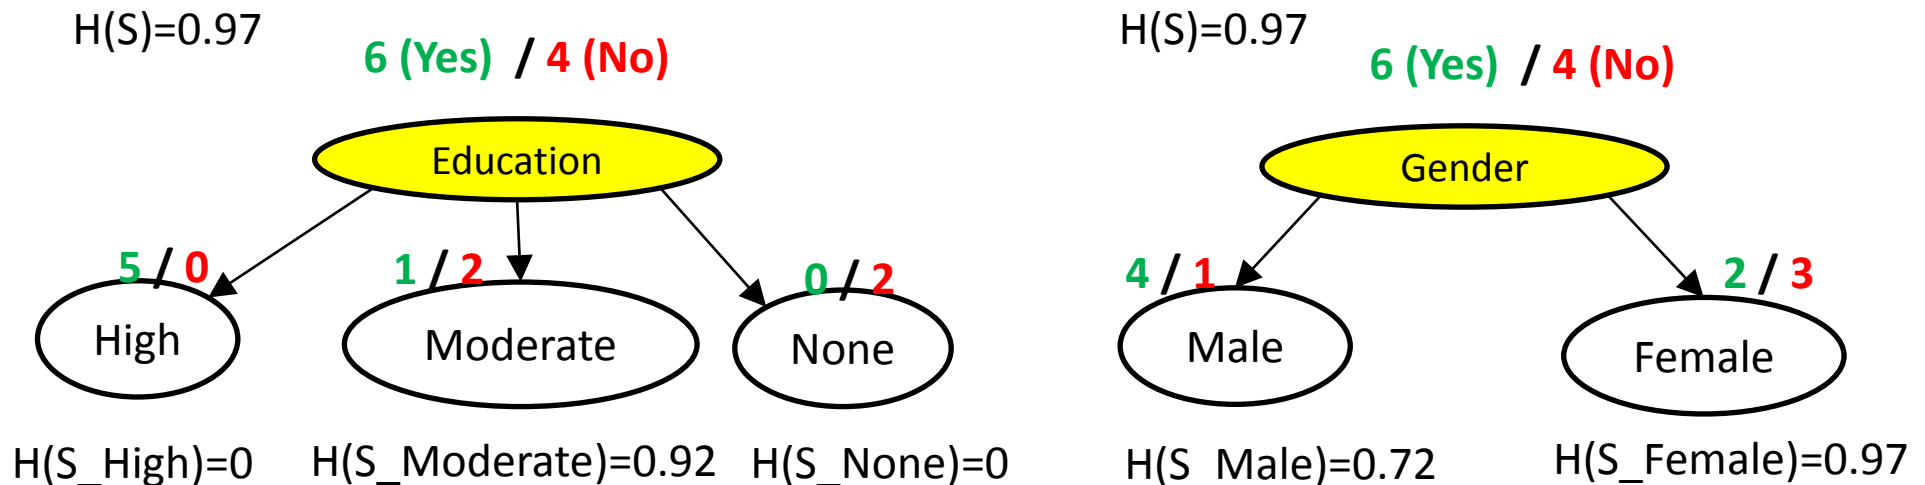 H(S)=0.97
6 (Yes) / 4 (No)
Education
5 / 0
1 / 2
0 / 2
High
Moderate
None
H(S_High)=0
H(S_Moderate)=0.92
H(S_None)=0
H(S)=0.97
6 (Yes) / 4 (No)
Gender
4 / 1
2 / 3
Male
Female
H(S_Male)=0.72
H(S_Female)=0.97